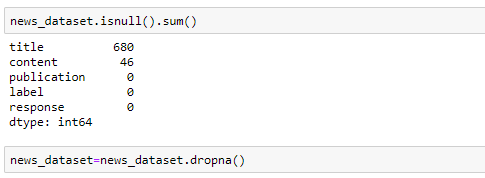 news_dataset.isnull().sum()
title 680
content 46
publication 0
label 0
response 0
dtype: int64
news_dataset=news_dataset.dropna()